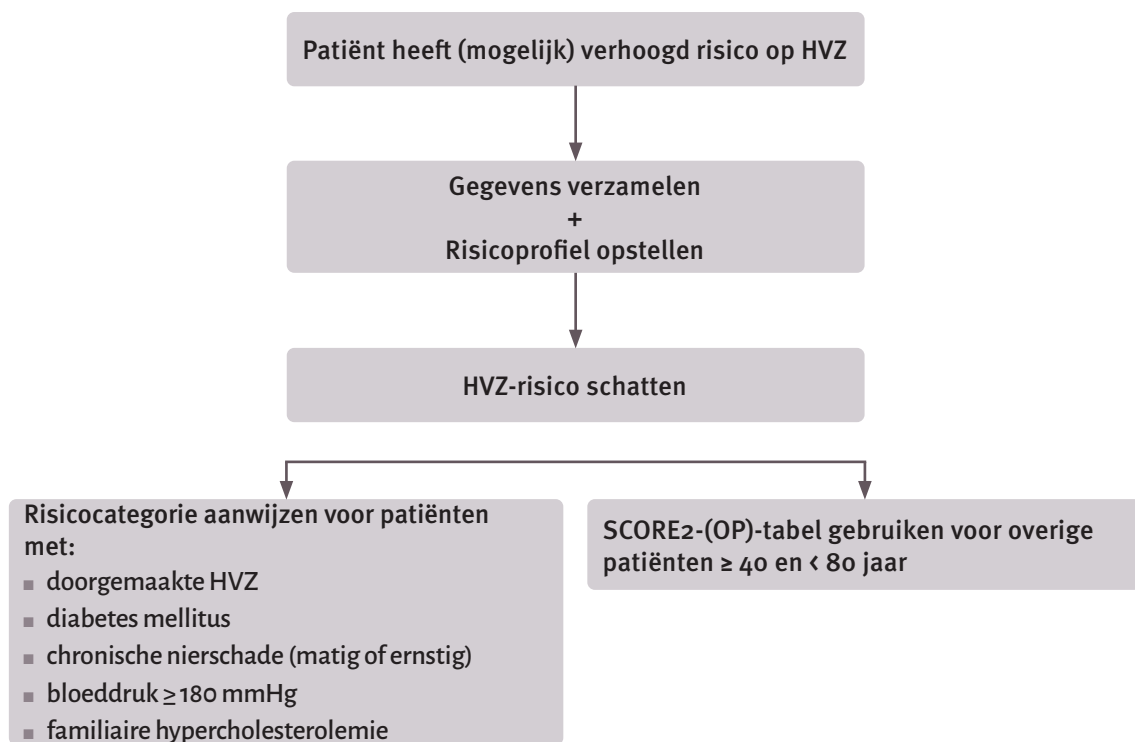 Patiënt heeft (mogelijk) verhoogd risico op HVZ
Gegevens verzamelen
+
Risicoprofiel opstellen
HVZ-risico schatten
Risicocategorie aanwijzen voor patiënten
met:
■ doorgemaakte HVZ
■ diabetes mellitus
■ chronische nierschade (matig of ernstig)
■ bloeddruk ≥ 180 mmHg
■ familiaire hypercholesterolemie
SCORE2-(OP)-tabel gebruiken voor overige
patiënten ≥ 40 en < 80 jaar